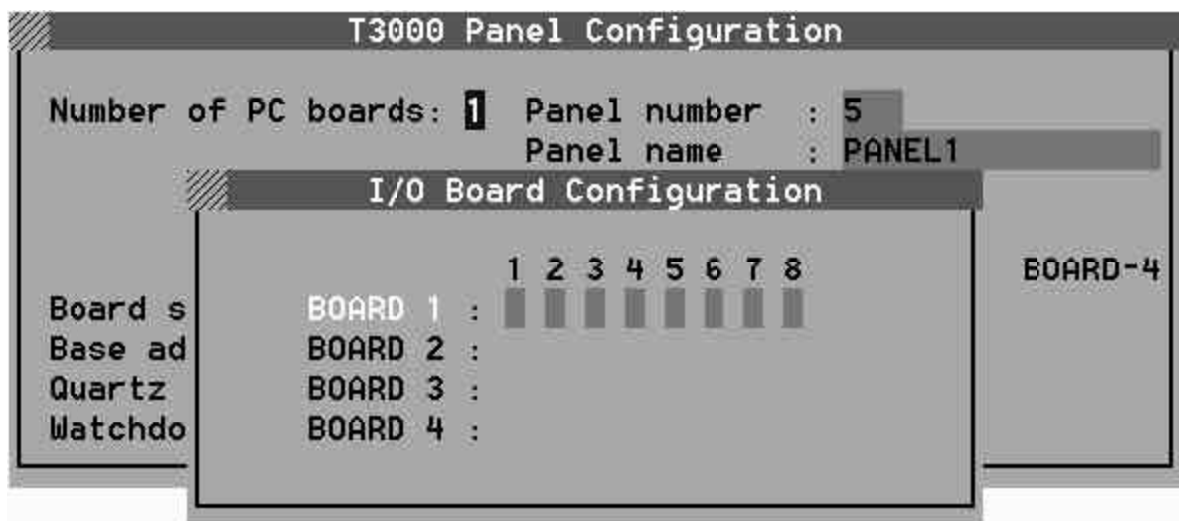 T3000 Panel Configuration
Number of PC boards: 1 Panel number : 5
Panel name : PANEL1
I/O Board Configuration
1 2 3 4 5 6 7 8
BOARD-4
Board s BOARD 1 :
Base ad BOARD 2 :
Quartz BOARD 3 :
Watchdo BOARD 4 :